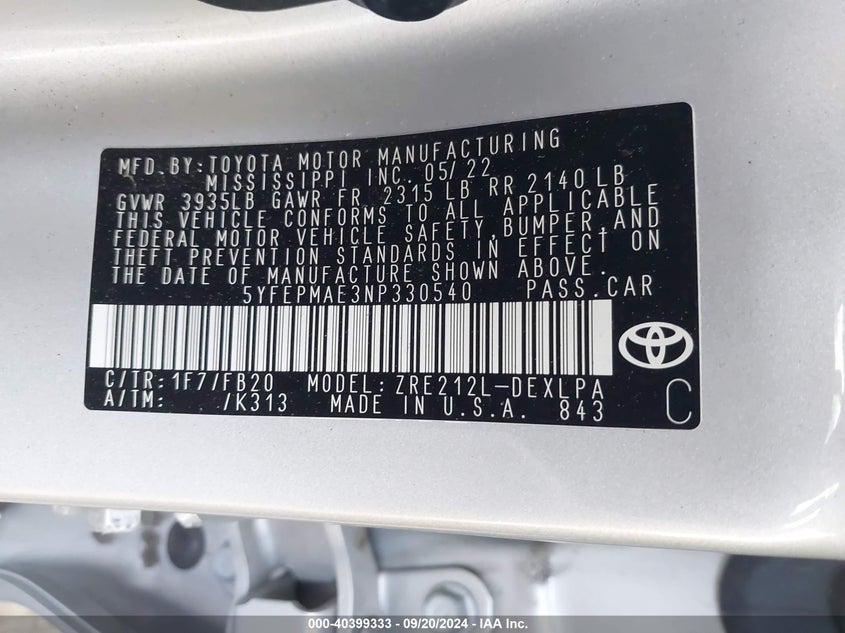 MFD. BY: TOYOTA MOTOR MANUFACTURING
MISSISSIPPI INC. 05/22
GVWR 3935LB GAWR FR 2315 LB RR 2140 LB
THIS VEHICLE CONFORMS TO ALL APPLICABLE
FEDERAL MOTOR VEHICLE SAFETY, BUMPER, AND
THEFT PREVENTION STANDARDS IN EFFECT ON
THE DATE OF MANUFACTURE SHOWN ABOVE.
5YFEPMAE3NP330540 PASS. CAR
C/TR: 1F7/FB20 MODEL: ZRE212L-DEXLPA
A/TM: /K313 MADE IN U.S.A. 843 C
000-40399333 - 09/20/2024 - IAA Inc.